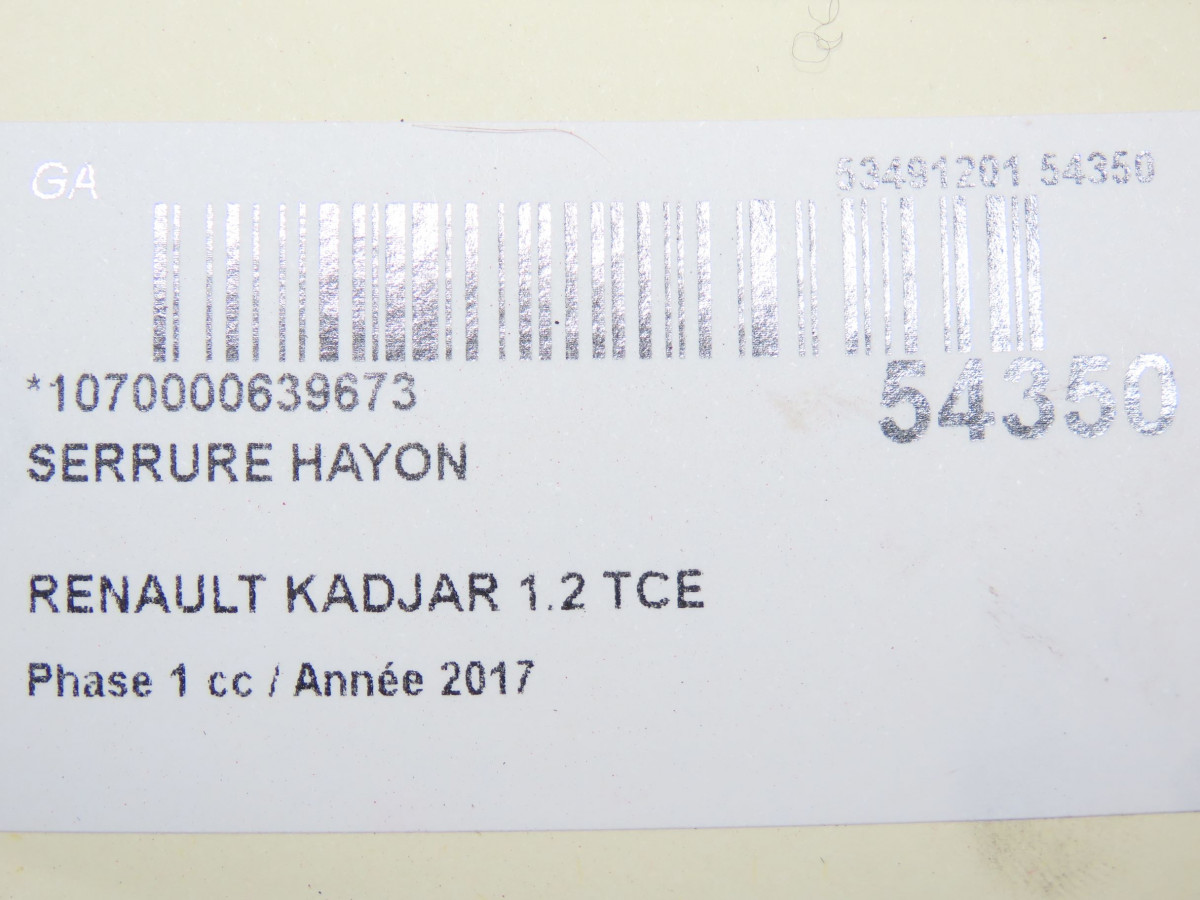 GA
53491201 54350
*1070000639673
54350
SERRURE HAYON
RENAULT KADJAR 1.2 TCE
Phase 1 cc / Année 2017